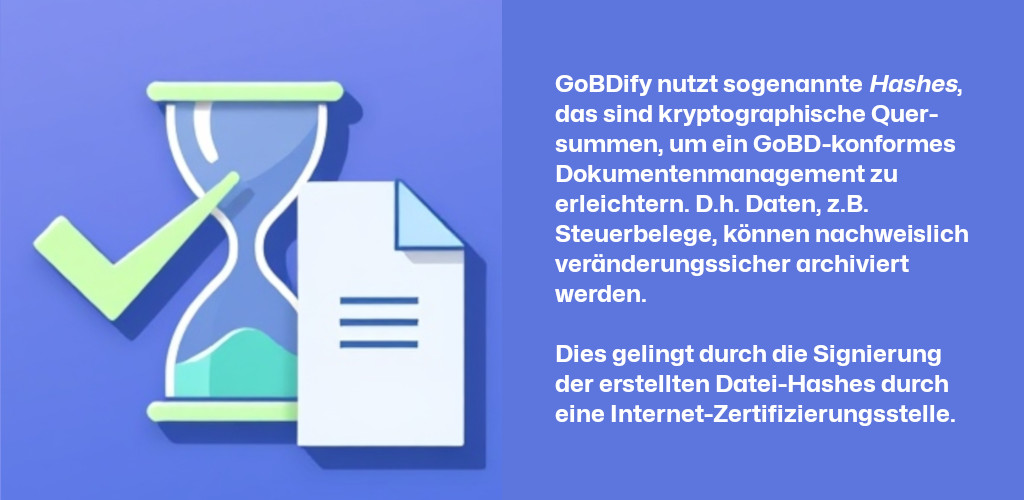 GoBDify nutzt sogenannte Hashes,
das sind kryptographische Quer-
summen, um ein GoBD-konformes
Dokumentenmanagement zu
erleichtern. D.h. Daten, z.B.
Steuerbelege, können nachweislich
veränderungssicher archiviert
werden.
Dies gelingt durch die Signierung
der erstellten Datei-Hashes durch
eine Internet-Zertifizierungsstelle.